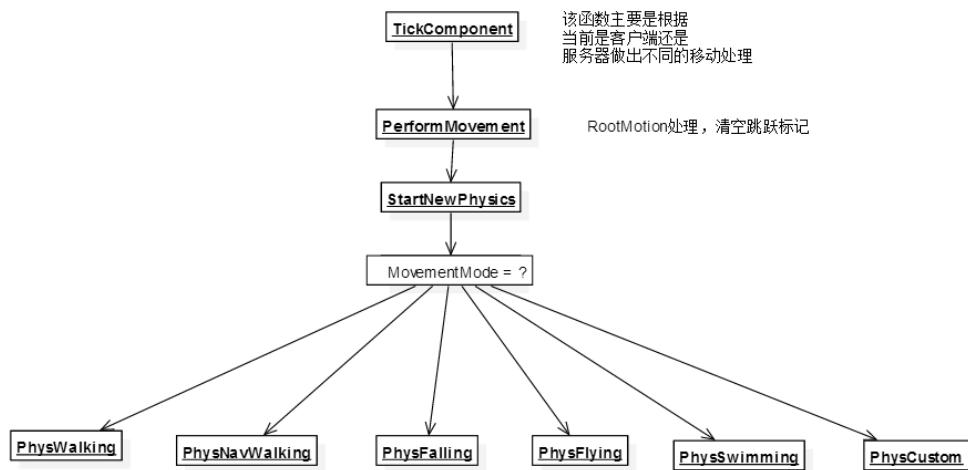 TickComponent
该函数主要是根据
当前是客户端还是
服务器做出不同的移动处理
PerformMovement
RootMotion处理，清空跳跃标记
StartNewPhysics
MovementMode = ?
PhysWalking
PhysNavWalking
PhysFalling
PhysFlying
PhysSwimming
PhysCustom